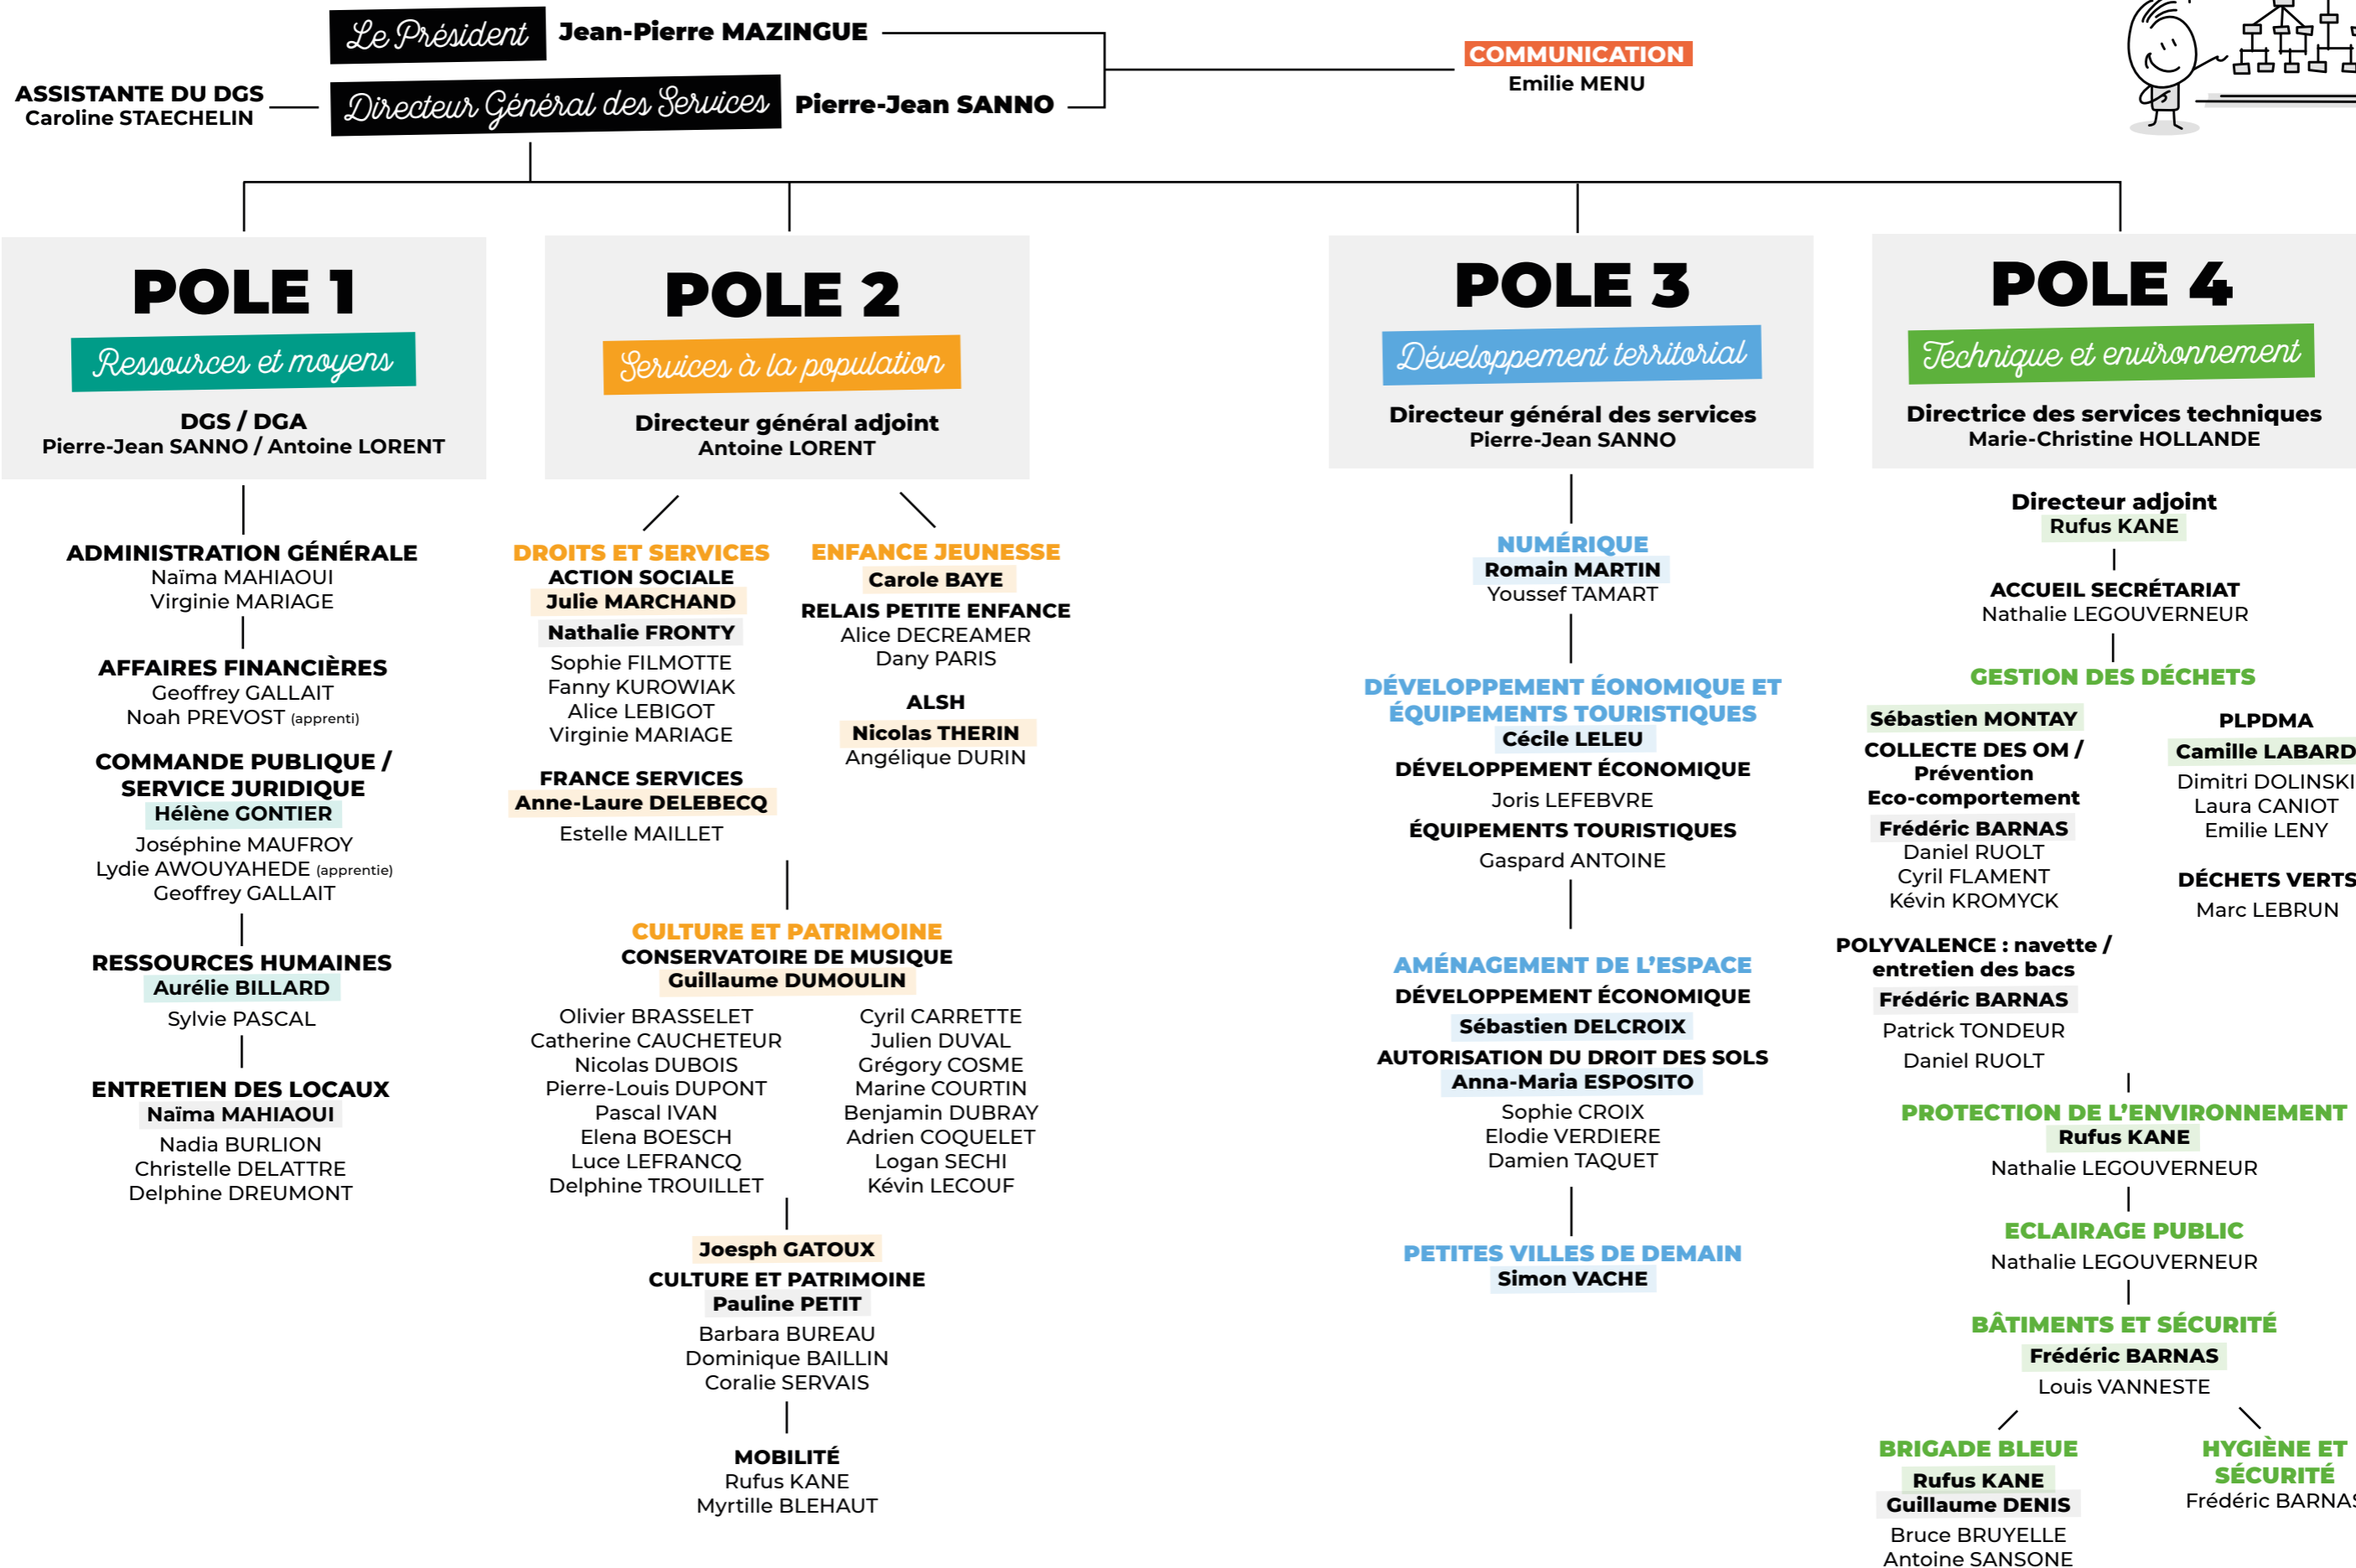 Le Président Jean-Pierre MAZINGUE
COMMUNICATION
Emilie MENU
ASSISTANTE DU DGS
Caroline STAECHELIN
Directeur Général des Services Pierre-Jean SANNO
POLE 1
Ressources et moyens
DGS / DGA
Pierre-Jean SANNO / Antoine LORENT
ADMINISTRATION GÉNÉRALE
Naïma MAHIAOUI
Virginie MARIAGE
AFFAIRES FINANCIÈRES
Geoffrey GALLAIT
Noah PREVOST (apprenti)
COMMANDE PUBLIQUE /
SERVICE JURIDIQUE
Hélène GONTIER
Joséphine MAUFROY
Lydie AWOUYAHEDE (apprentie)
Geoffrey GALLAIT
RESSOURCES HUMAINES
Aurélie BILLARD
Sylvie PASCAL
ENTRETIEN DES LOCAUX
Naïma MAHIAOUI
Nadia BURLION
Christelle DELATTRE
Delphine DREUMONT
POLE 2
Services à la population
Directeur général adjoint
Antoine LORENT
DROITS ET SERVICES
ACTION SOCIALE
Julie MARCHAND
Nathalie FRONTY
Sophie FILMOTTE
Fanny KUROWIAK
Alice LEBIGOT
Virginie MARIAGE
FRANCE SERVICES
Anne-Laure DELEBECQ
Estelle MAILLET
ENFANCE JEUNESSE
Carole BAYE
RELAIS PETITE ENFANCE
Alice DECREAMER
Dany PARIS
ALSH
Nicolas THERIN
Angélique DURIN
CULTURE ET PATRIMOINE
CONSERVATOIRE DE MUSIQUE
Guillaume DUMOULIN
Olivier BRASSELET
Catherine CAUCHETEUR
Nicolas DUBOIS
Pierre-Louis DUPONT
Pascal IVAN
Elena BOESCH
Luce LEFRANCQ
Delphine TROUILLET
Cyril CARRETTE
Julien DUVAL
Grégory COSME
Marine COURTIN
Benjamin DUBRAY
Adrien COQUELET
Logan SECHI
Kévin LECOUF
Joesph GATOUX
CULTURE ET PATRIMOINE
Pauline PETIT
Barbara BUREAU
Dominique BAILLIN
Coralie SERVAIS
MOBILITÉ
Rufus KANE
Myrtille BLEHAUT
POLE 3
Développement territorial
Directeur général des services
Pierre-Jean SANNO
NUMÉRIQUE
Romain MARTIN
Youssef TAMART
DÉVELOPPEMENT ÉONOMIQUE ET
ÉQUIPEMENTS TOURISTIQUES
Cécile LELEU
DÉVELOPPEMENT ÉCONOMIQUE
Joris LEFEBVRE
ÉQUIPEMENTS TOURISTIQUES
Gaspard ANTOINE
AMÉNAGEMENT DE L'ESPACE
DÉVELOPPEMENT ÉCONOMIQUE
Sébastien DELCROIX
AUTORISATION DU DROIT DES SOLS
Anna-Maria ESPOSITO
Sophie CROIX
Elodie VERDIERE
Damien TAQUET
PETITES VILLES DE DEMAIN
Simon VACHE
POLE 4
Technique et environnement
Directrice des services techniques
Marie-Christine HOLLANDE
Directeur adjoint
Rufus KANE
ACCUEIL SECRÉTARIAT
Nathalie LEGOUVERNEUR
GESTION DES DÉCHETS
Sébastien MONTAY
COLLECTE DES OM /
Prévention
Eco-comportement
Frédéric BARNAS
Daniel RUOLT
Cyril FLAMENT
Kévin KROMYCK
POLYVALENCE : navette /
entretien des bacs
Frédéric BARNAS
Patrick TONDEUR
Daniel RUOLT
PLPDMA
Camille LABARD
Dimitri DOLINSKI
Laura CANIOT
Emilie LENY
DÉCHETS VERTS
Marc LEBRUN
PROTECTION DE L'ENVIRONNEMENT
Rufus KANE
Nathalie LEGOUVERNEUR
ECLAIRAGE PUBLIC
Nathalie LEGOUVERNEUR
BÂTIMENTS ET SÉCURITÉ
Frédéric BARNAS
Louis VANNESTE
BRIGADE BLEUE
Rufus KANE
Guillaume DENIS
Bruce BRUYELLE
Antoine SANSONE
HYGIÈNE ET
SÉCURITÉ
Frédéric BARNAS